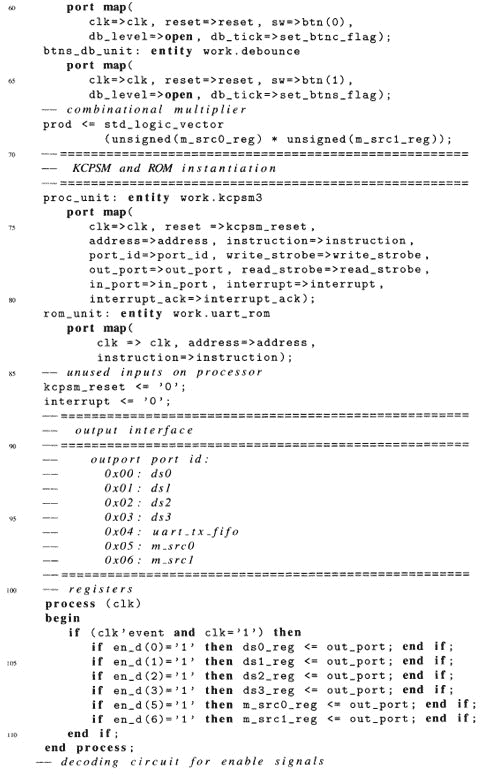 60 port map(
clk=>clk, reset=>reset, sw=>btn(0),
db_level=>open, db_tick=>set_btnc_flag);
btns_db_unit: entity work.debounce
port map(
65 clk=>clk, reset=>reset, sw=>btn(1),
db_level=>open, db_tick=>set_btns_flag);
-- combinational multiplier
prod <= std_logic_vector
(unsigned(m_src0_reg) * unsigned(m_src1_reg));
70 --==================================================
-- KCPSM and ROM instantiation
--==================================================
proc_unit: entity work.kcpsm3
port map(
75 clk=>clk, reset =>kcpsm_reset,
address=>address, instruction=>instruction,
port_id=>port_id, write_strobe=>write_strobe,
out_port=>out_port, read_strobe=>read_strobe,
in_port=>in_port, interrupt=>interrupt,
80 interrupt_ack=>interrupt_ack);
rom_unit: entity work.uart_rom
port map(
clk => clk, address=>address,
instruction=>instruction);
85 -- unused inputs on processor
kcpsm_reset <= '0';
interrupt <= '0';
--==================================================
-- output interface
90 --==================================================
-- outport port id:
-- 0x00: ds0
-- 0x01: ds1
-- 0x02: ds2
95 -- 0x03: ds3
-- 0x04: uart_tx_fifo
-- 0x05: m_src0
-- 0x06: m_src1
--==================================================
100 -- registers
process (clk)
begin
if (clk'event and clk='1') then
if en_d(0)='1' then ds0_reg <= out_port; end if;
105 if en_d(1)='1' then ds1_reg <= out_port; end if;
if en_d(2)='1' then ds2_reg <= out_port; end if;
if en_d(3)='1' then ds3_reg <= out_port; end if;
if en_d(5)='1' then m_src0_reg <= out_port; end if;
if en_d(6)='1' then m_src1_reg <= out_port; end if;
110 end if;
end process;
-- decoding circuit for enable signals